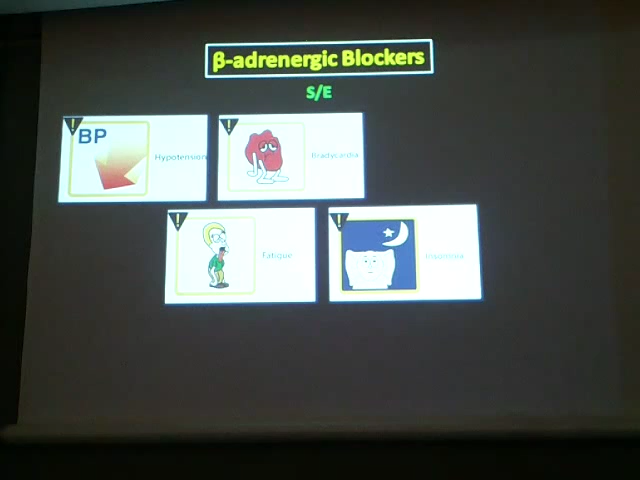 β-adrenergic Blockers
S/E
! BP Hypotension
! Bradycardia
! Fatigue
! Insomnia